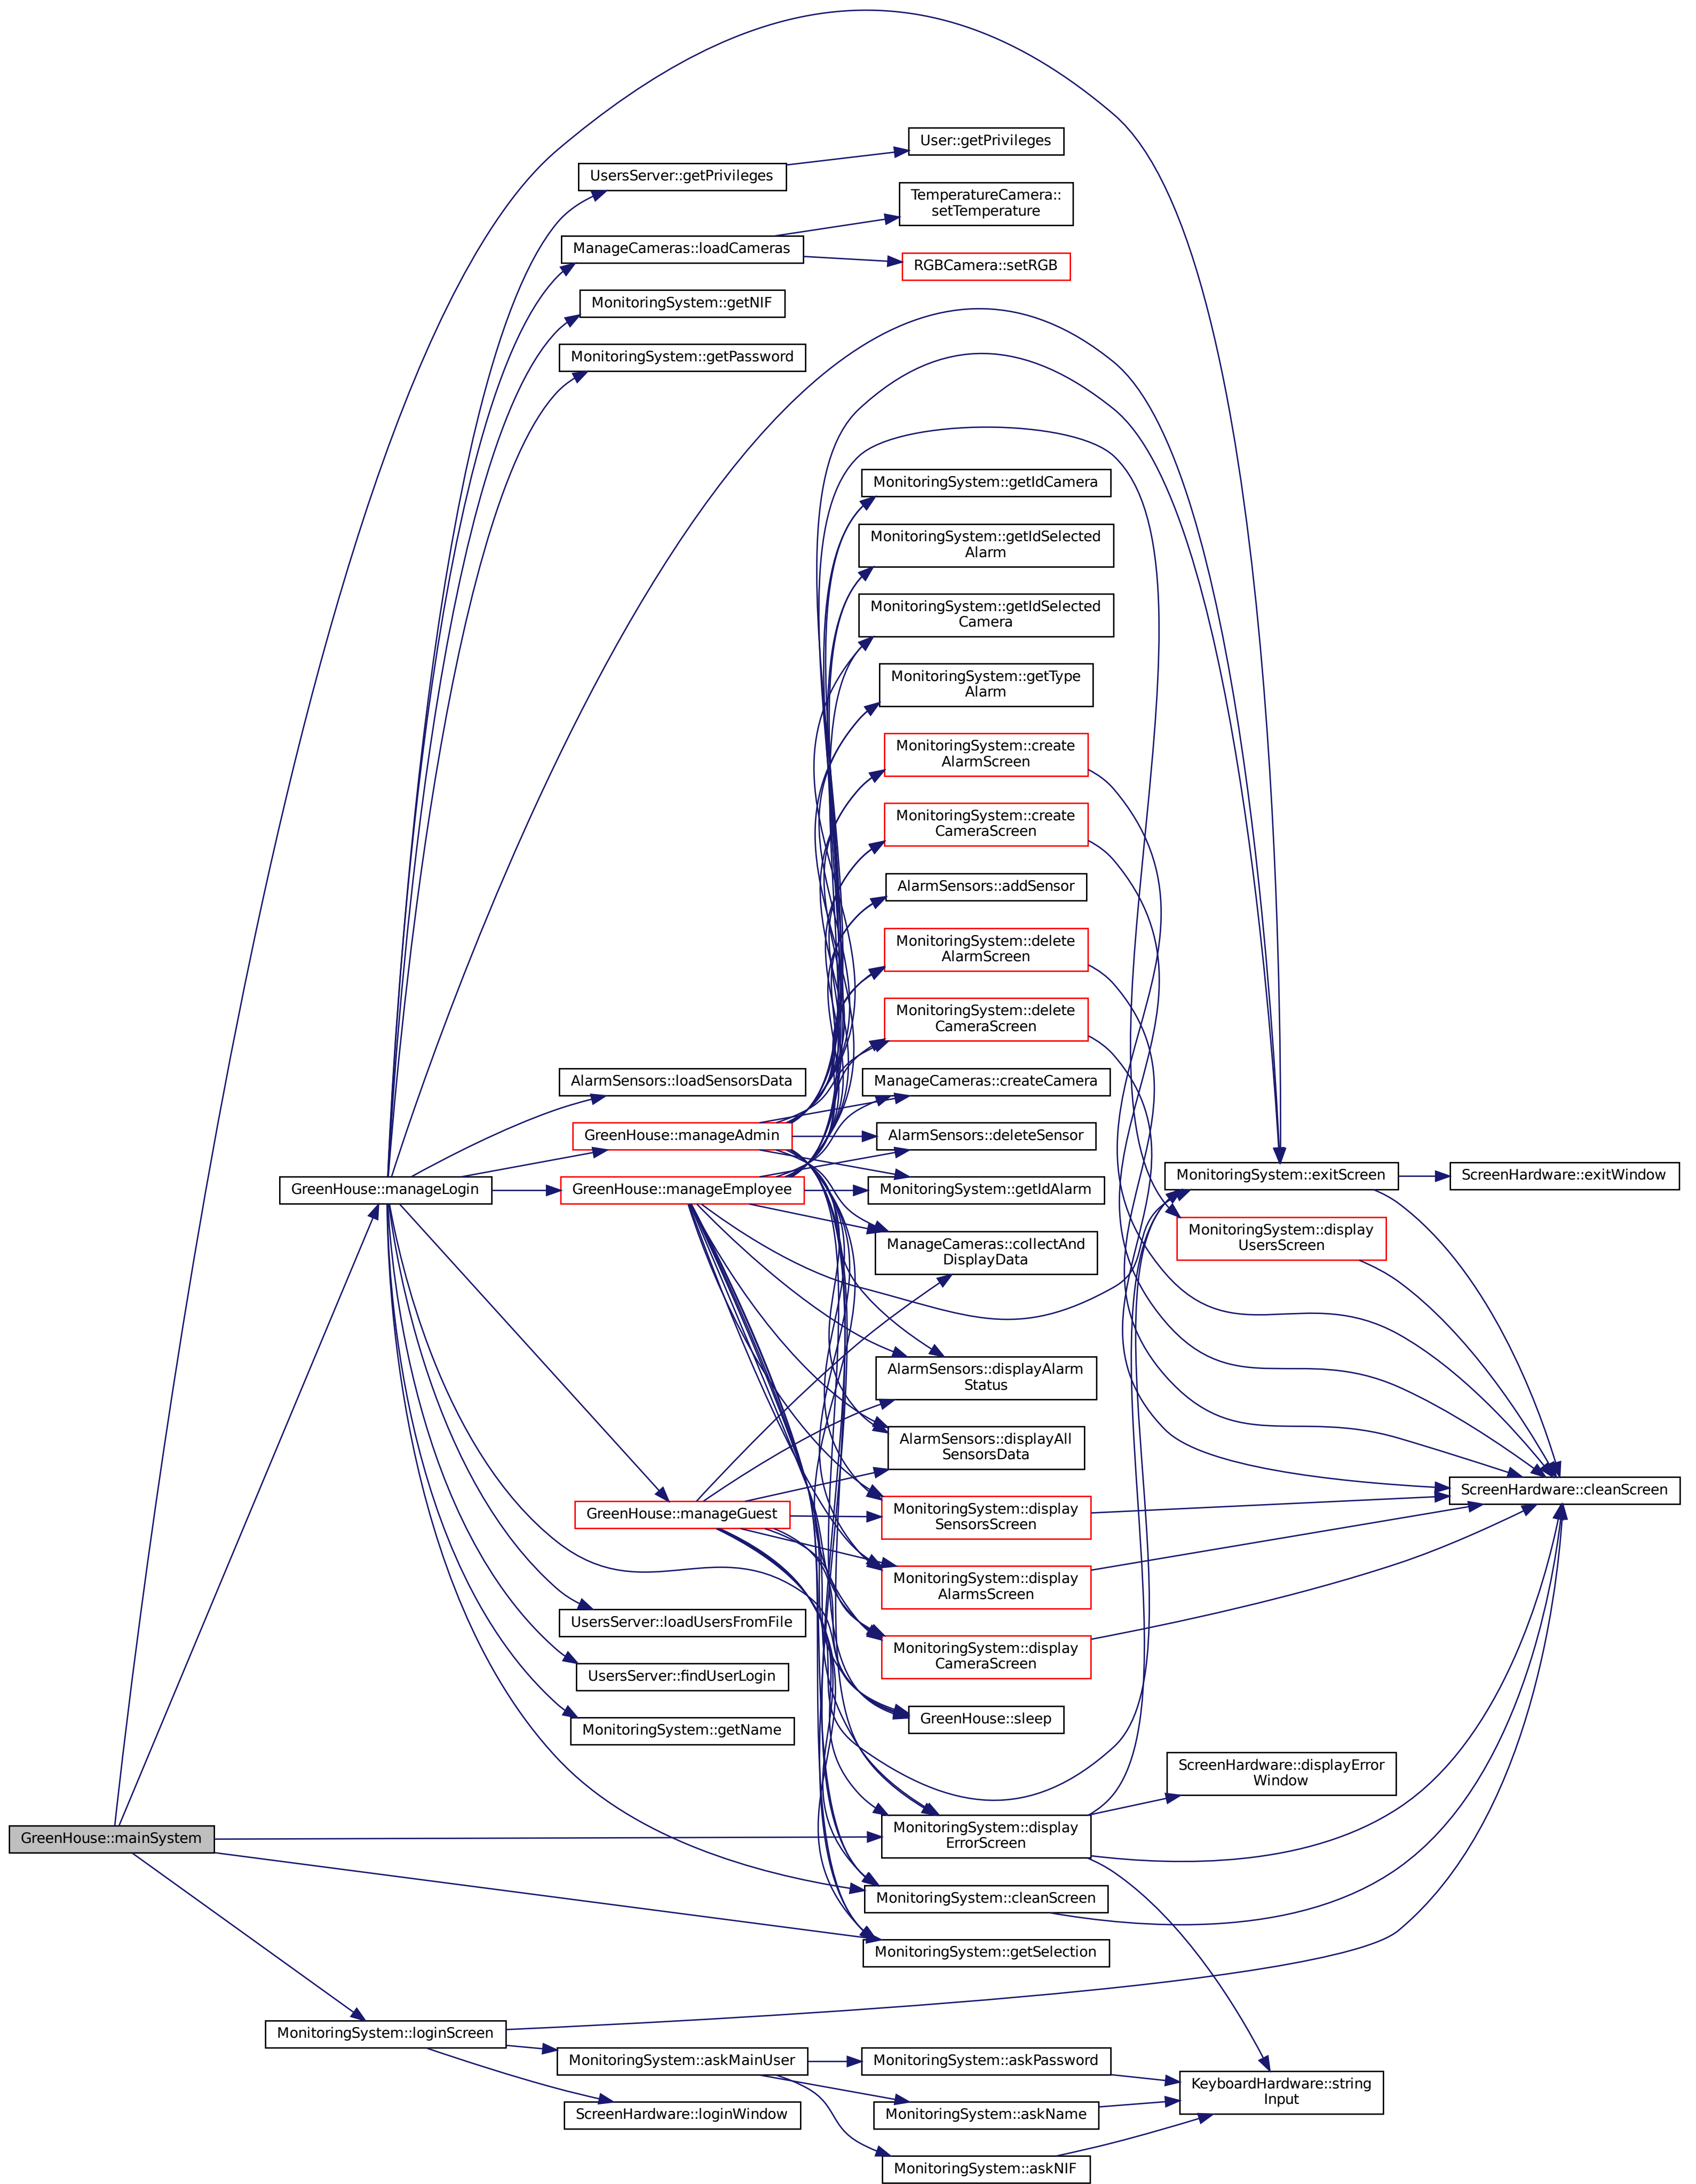 User::getPrivileges
UsersServer::getPrivileges
TemperatureCamera::
setTemperature
ManageCameras::loadCameras
RGBCamera::setRGB
MonitoringSystem::getNIF
MonitoringSystem::getPassword
MonitoringSystem::getIdCamera
MonitoringSystem::getIdSelected
Alarm
MonitoringSystem::getIdSelected
Camera
MonitoringSystem::getType
Alarm
MonitoringSystem::create
AlarmScreen
MonitoringSystem::create
CameraScreen
AlarmSensors::addSensor
MonitoringSystem::delete
AlarmScreen
MonitoringSystem::delete
CameraScreen
AlarmSensors::loadSensorsData
ManageCameras::createCamera
GreenHouse::manageAdmin
AlarmSensors::deleteSensor
MonitoringSystem::exitScreen
ScreenHardware::exitWindow
GreenHouse::manageLogin
GreenHouse::manageEmployee
MonitoringSystem::getIdAlarm
MonitoringSystem::display
UsersScreen
ManageCameras::collectAnd
DisplayData
AlarmSensors::displayAlarm
Status
AlarmSensors::displayAll
SensorsData
ScreenHardware::cleanScreen
GreenHouse::manageGuest
MonitoringSystem::display
SensorsScreen
MonitoringSystem::display
AlarmsScreen
UsersServer::loadUsersFromFile
MonitoringSystem::display
CameraScreen
UsersServer::findUserLogin
GreenHouse::sleep
MonitoringSystem::getName
ScreenHardware::displayError
Window
GreenHouse::mainSystem
MonitoringSystem::display
ErrorScreen
MonitoringSystem::cleanScreen
MonitoringSystem::getSelection
MonitoringSystem::loginScreen
MonitoringSystem::askMainUser
MonitoringSystem::askPassword
KeyboardHardware::string
Input
ScreenHardware::loginWindow
MonitoringSystem::askName
MonitoringSystem::askNIF